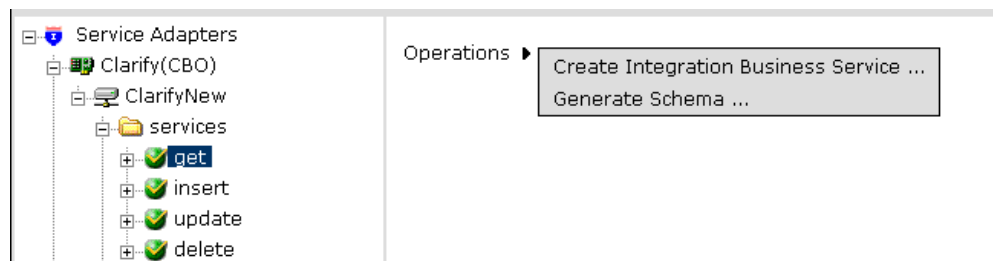 Service Adapters
Clarify(CBO)
ClarifyNew
services
get
insert
update
delete
Operations
Create Integration Business Service ...
Generate Schema ...